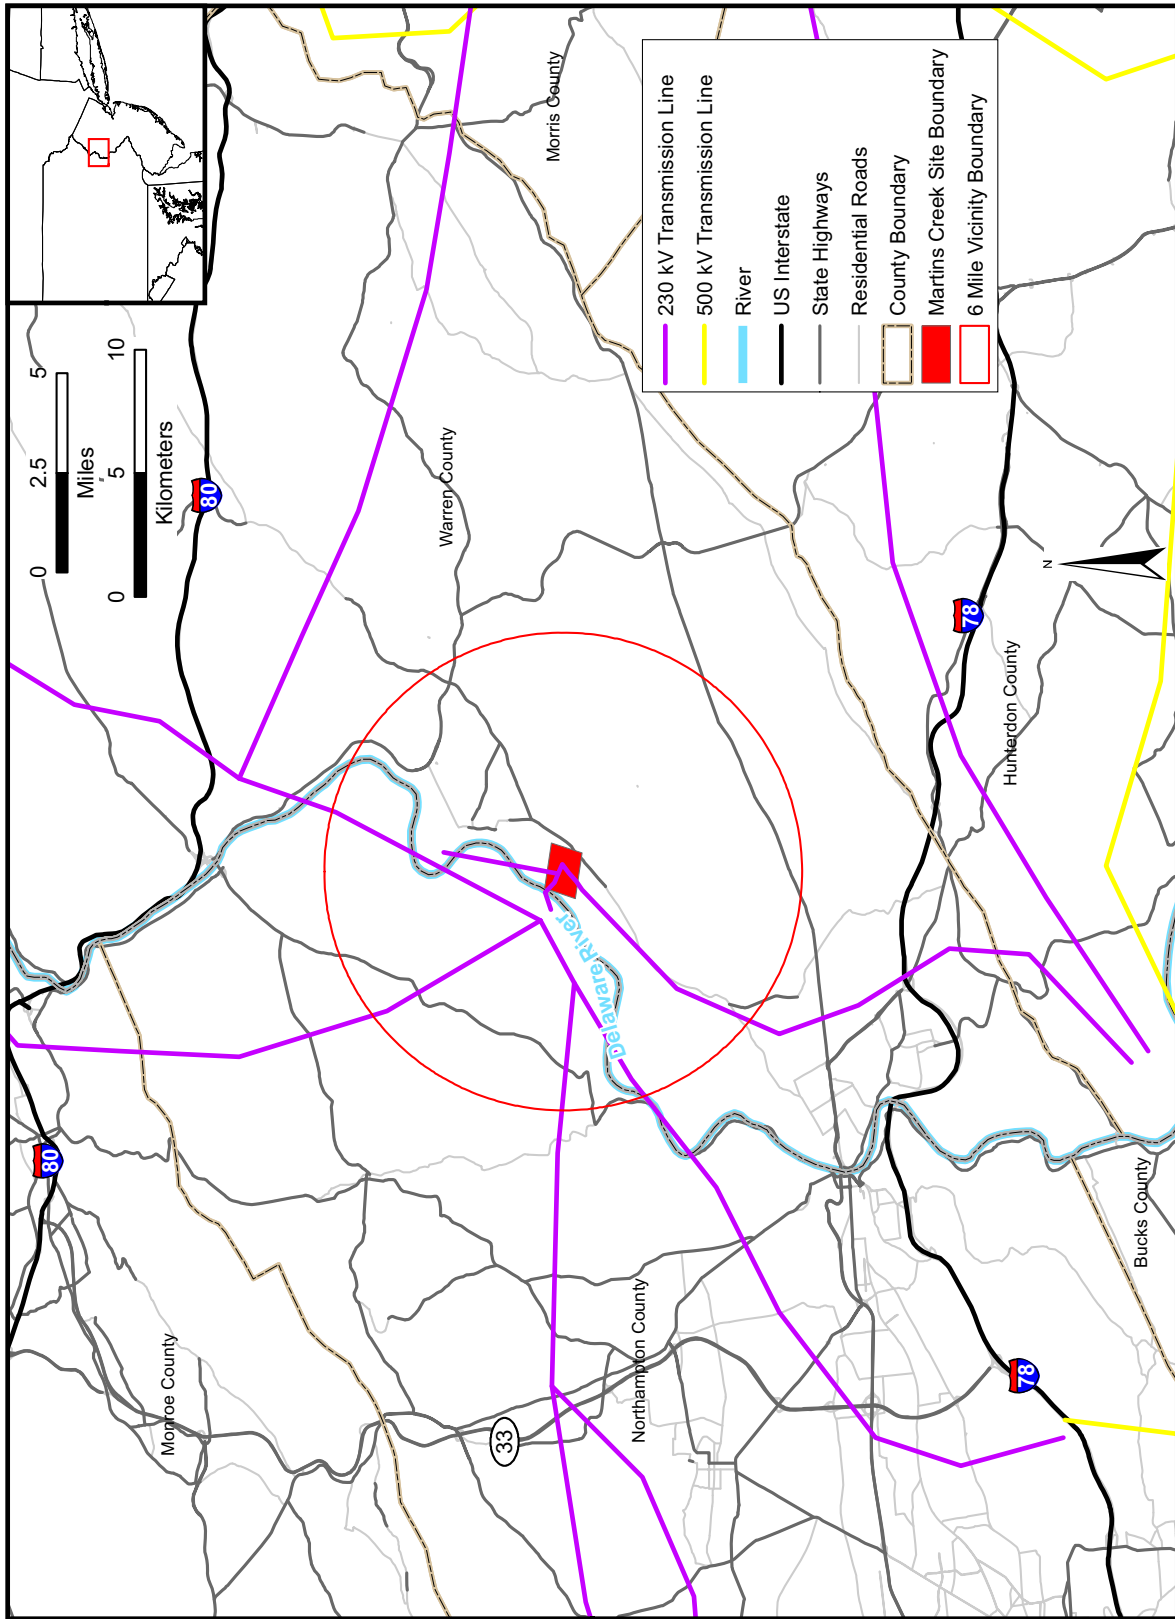 0 2.5 5
Miles
0 5 10
Kilometers
80
80
Monroe County
Warren County
Morris County
33
Northampton County
Delaware River
Hunterdon County
Bucks County
78
78
N
230 kV Transmission Line
500 kV Transmission Line
River
US Interstate
State Highways
Residential Roads
County Boundary
Martins Creek Site Boundary
6 Mile Vicinity Boundary